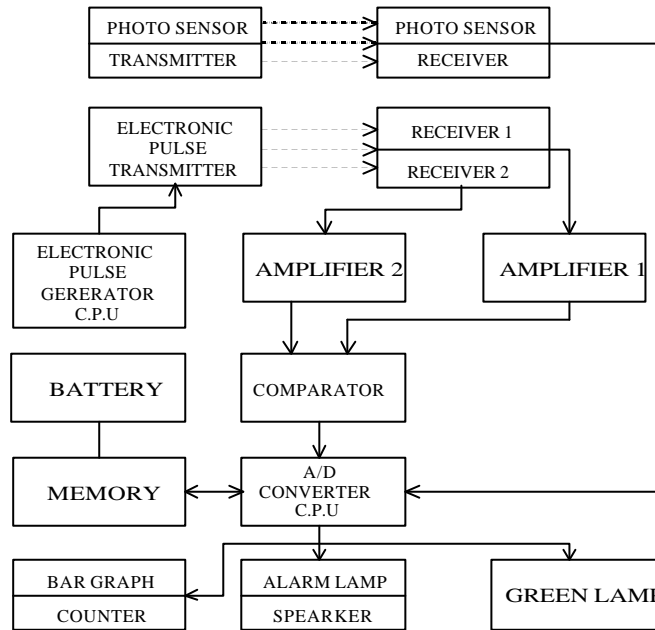 PHOTO SENSOR
TRANSMITTER
PHOTO SENSOR
RECEIVER
ELECTRONIC
PULSE
TRANSMITTER
RECEIVER 1
RECEIVER 2
ELECTRONIC
PULSE
GERERATOR
C.P.U
AMPLIFIER 2
AMPLIFIER 1
BATTERY
COMPARATOR
MEMORY
A/D
CONVERTER
C.P.U
BAR GRAPH
COUNTER
ALARM LAMP
SPEARKER
GREEN LAMP